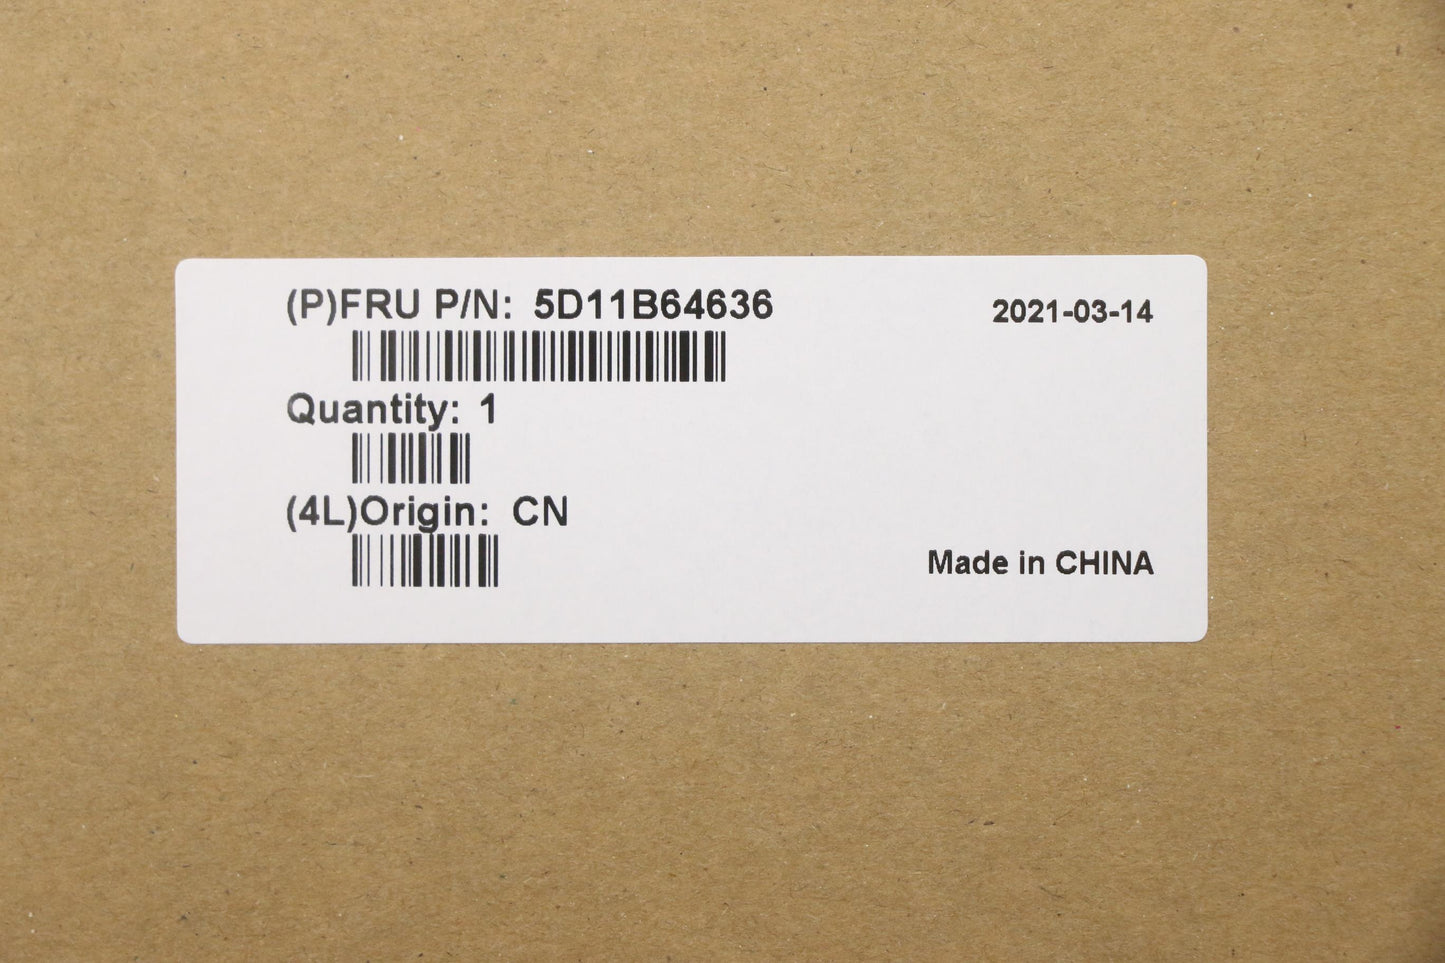 (P)FRU P/N: 5D11B64636
2021-03-14
Quantity: 1
(4L)Origin: CN
Made in CHINA